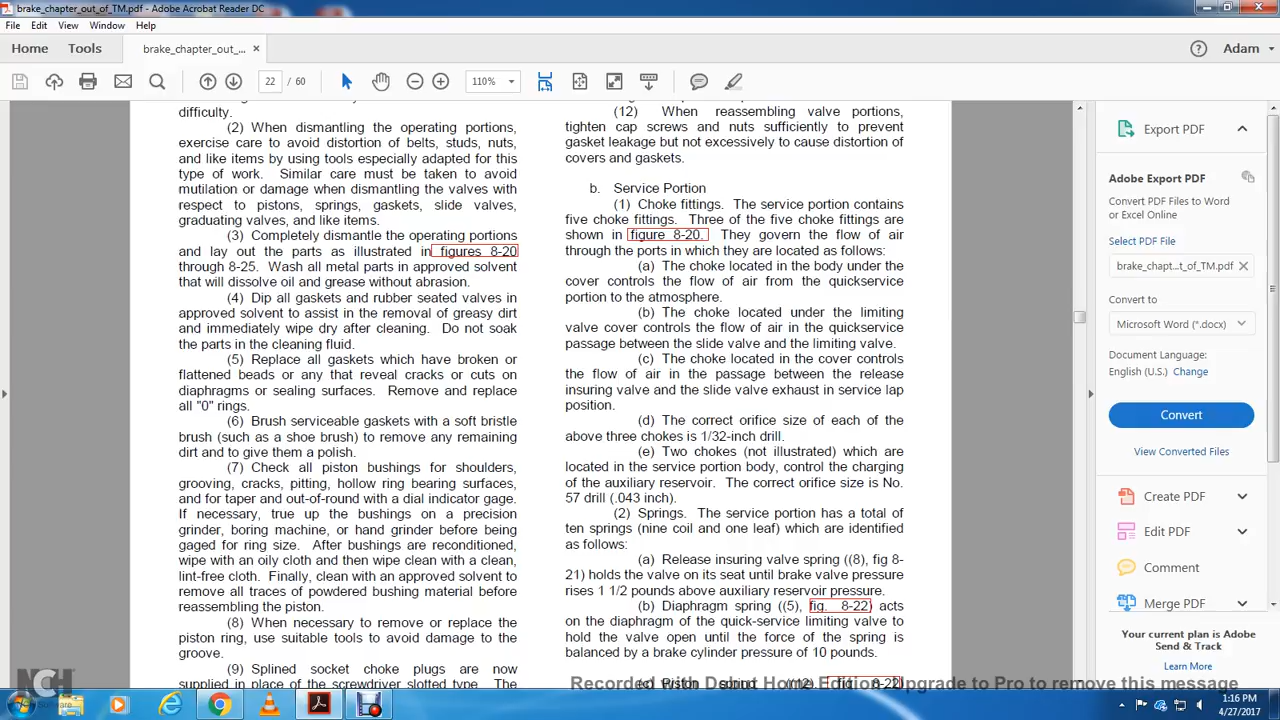 brake_chapter_out_of_TM.pdf - Adobe Acrobat Reader DC
File Edit View Window Help
Home Tools brake_chapter_out_... × Adam
22 / 60 110%
difficulty.
(2) When dismantling the operating portions,
exercise care to avoid distortion of belts, studs, nuts,
and like items by using tools especially adapted for this
type of work. Similar care must be taken to avoid
mutilation or damage when dismantling the valves with
respect to pistons, springs, gaskets, slide valves,
graduating valves, and like items.
(3) Completely dismantle the operating portions
and lay out the parts as illustrated in figures 8-20
through 8-25. Wash all metal parts in approved solvent
that will dissolve oil and grease without abrasion.
(4) Dip all gaskets and rubber seated valves in
approved solvent to assist in the removal of greasy dirt
and immediately wipe dry after cleaning. Do not soak
the parts in the cleaning fluid.
(5) Replace all gaskets which have broken or
flattened beads or any that reveal cracks or cuts on
diaphragms or sealing surfaces. Remove and replace
all "0" rings.
(6) Brush serviceable gaskets with a soft bristle
brush (such as a shoe brush) to remove any remaining
dirt and to give them a polish.
(7) Check all piston bushings for shoulders,
grooving, cracks, pitting, hollow ring bearing surfaces,
and for taper and out-of-round with a dial indicator gage.
If necessary, true up the bushings on a precision
grinder, boring machine, or hand grinder before being
gaged for ring size. After bushings are reconditioned,
wipe with an oily cloth and then wipe clean with a clean,
lint-free cloth. Finally, clean with an approved solvent to
remove all traces of powdered bushing material before
reassembling the piston.
(8) When necessary to remove or replace the
piston ring, use suitable tools to avoid damage to the
groove.
(9) Splined socket choke plugs are now
supplied in place of the screwdriver slotted type. The
(12) When reassembling valve portions,
tighten cap screws and nuts sufficiently to prevent
gasket leakage but not excessively to cause distortion of
covers and gaskets.
b. Service Portion
(1) Choke fittings. The service portion contains
five choke fittings. Three of the five choke fittings are
shown in figure 8-20. They govern the flow of air
through the ports in which they are located as follows:
(a) The choke located in the body under the
cover controls the flow of air from the quickservice
portion to the atmosphere.
(b) The choke located under the limiting
valve cover controls the flow of air in the quickservice
passage between the slide valve and the limiting valve.
(c) The choke located in the cover controls
the flow of air in the passage between the release
insuring valve and the slide valve exhaust in service lap
position.
(d) The correct orifice size of each of the
above three chokes is 1/32-inch drill.
(e) Two chokes (not illustrated) which are
located in the service portion body, control the charging
of the auxiliary reservoir. The correct orifice size is No.
57 drill (.043 inch).
(2) Springs. The service portion has a total of
ten springs (nine coil and one leaf) which are identified
as follows:
(a) Release insuring valve spring ((8), fig 8-
21) holds the valve on its seat until brake valve pressure
rises 1 1/2 pounds above auxiliary reservoir pressure.
(b) Diaphragm spring ((5), fig. 8-22) acts
on the diaphragm of the quick-service limiting valve to
hold the valve open until the force of the spring is
balanced by a brake cylinder pressure of 10 pounds.
spring ((12)
Export PDF
Adobe Export PDF
Convert PDF Files to Word
or Excel Online
Select PDF File
brake_chapt...t_of_TM.pdf ×
Convert to
Microsoft Word (*.docx)
Document Language:
English (U.S.) Change
Convert
View Converted Files
Create PDF
Edit PDF
Comment
Merge PDF
Your current plan is Adobe
Send & Track
Learn More
Recorded with Debut Home Edition. Upgrade to Pro to remove this message
NCH Software
1:16 PM
4/27/2017